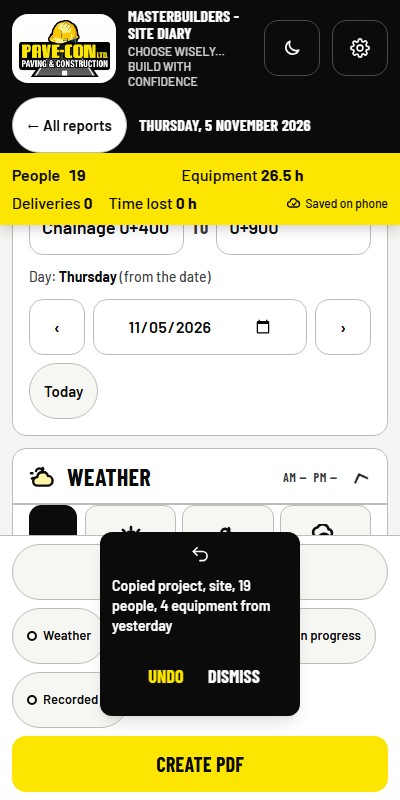 PAVE-CON LTD.
PAVING & CONSTRUCTION
MASTERBUILDERS -
SITE DIARY
CHOOSE WISELY...
BUILD WITH
CONFIDENCE
← All reports
THURSDAY, 5 NOVEMBER 2026
People 19
Equipment 26.5 h
Deliveries 0
Time lost 0 h
Saved on phone
Chainage 0+400
TO
0+900
Day: Thursday (from the date)
‹
11/05/2026
›
Today
WEATHER
AM – PM –
Copied project, site, 19
people, 4 equipment from
yesterday
UNDO
DISMISS
Weather
n progress
Recorded
CREATE PDF